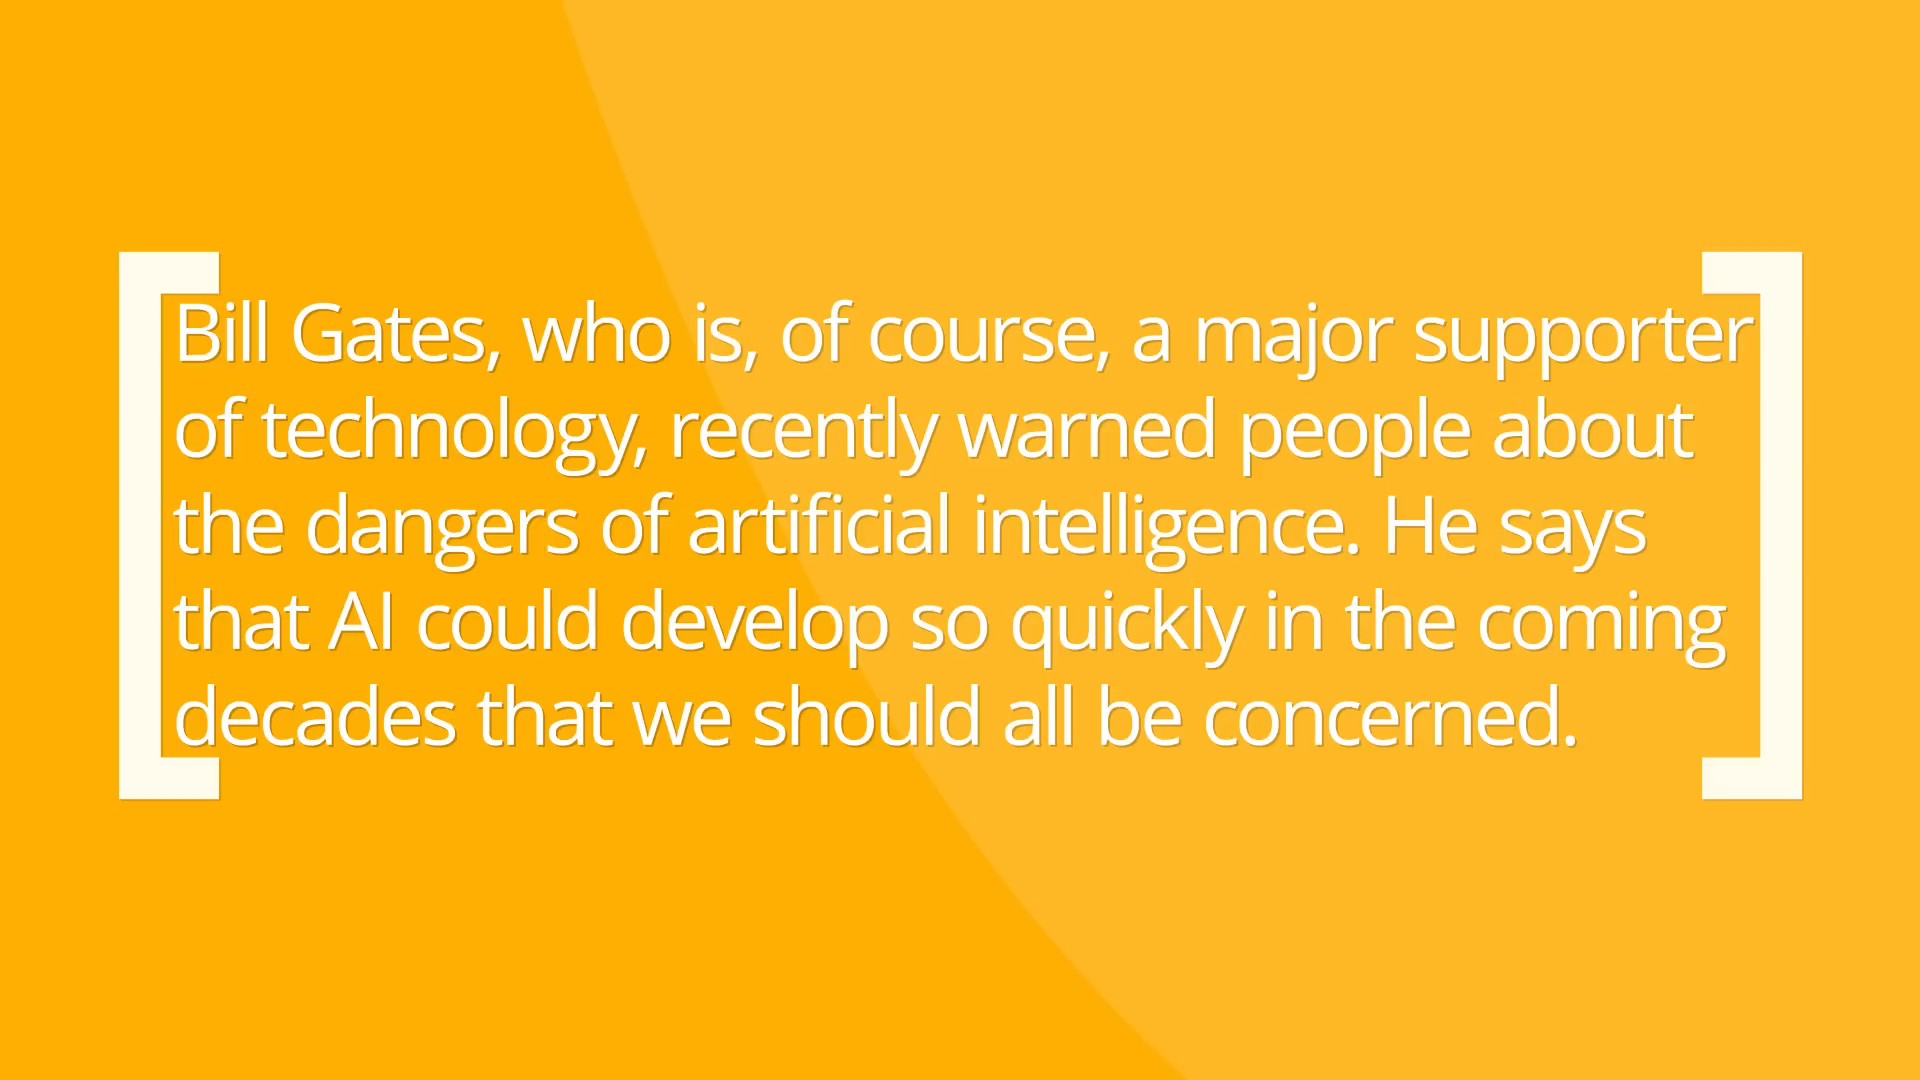 Bill Gates, who is, of course, a major supporter
of technology, recently warned people about
the dangers of artificial intelligence. He says
that AI could develop so quickly in the coming
decades that we should all be concerned.